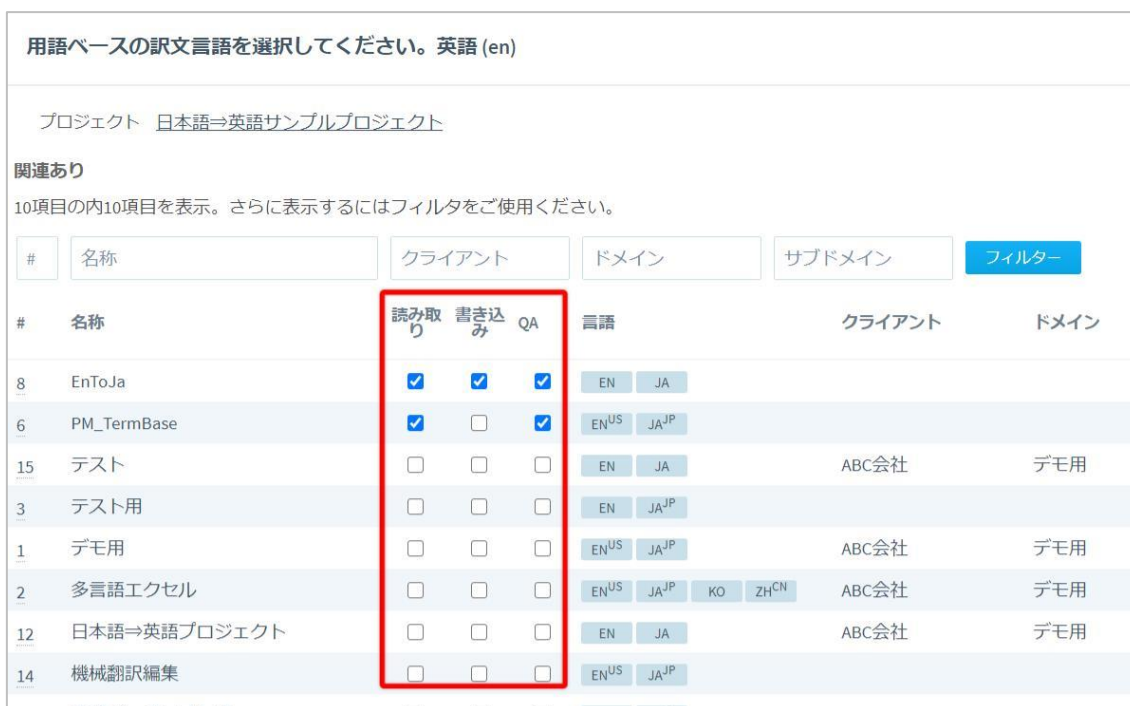 用語ベースの訳文言語を選択してください。英語 (en)
プロジェクト 日本語⇒英語サンプルプロジェクト
関連あり
10項目の内10項目を表示。さらに表示するにはフィルタをご使用ください。
# 名称 クライアント ドメイン サブドメイン フィルター
# 名称 読み取り 書き込み QA 言語 クライアント ドメイン
8 EnToJa EN JA
6 PM_TermBase EN US JA JP
15 テスト EN JA ABC会社 デモ用
3 テスト用 EN JA JP
1 デモ用 EN US JA JP ABC会社 デモ用
2 多言語エクセル EN US JA JP KO ZH CN ABC会社 デモ用
12 日本語⇒英語プロジェクト EN JA ABC会社 デモ用
14 機械翻訳編集 EN US JA JP